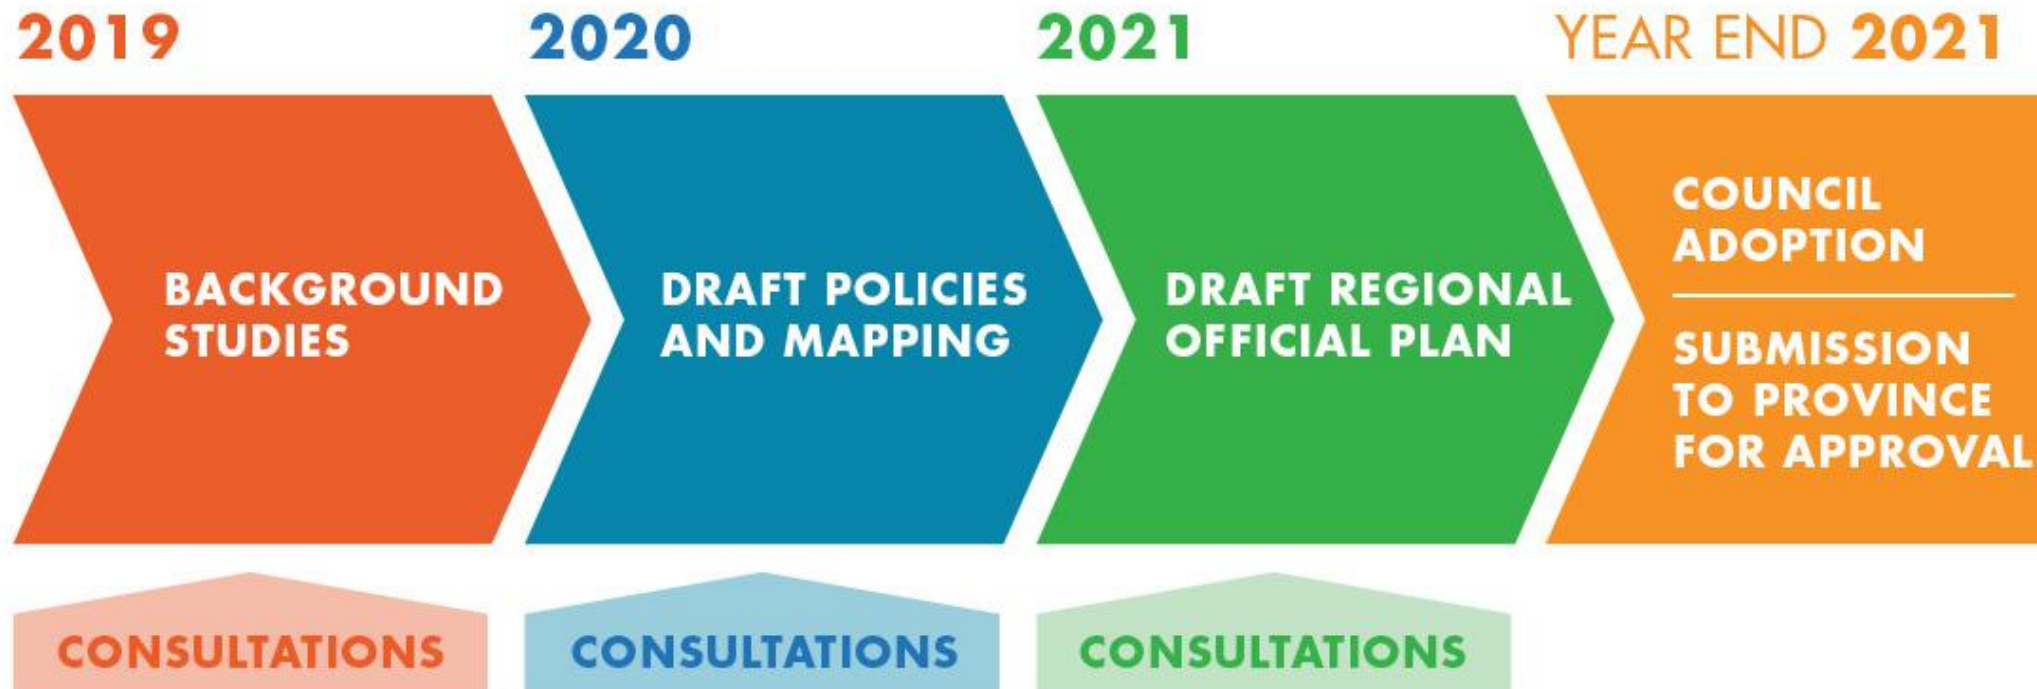 2019
BACKGROUND
STUDIES
CONSULTATIONS
2020
DRAFT POLICIES
AND MAPPING
CONSULTATIONS
2021
DRAFT REGIONAL
OFFICIAL PLAN
CONSULTATIONS
YEAR END 2021
COUNCIL
ADOPTION
SUBMISSION
TO PROVINCE
FOR APPROVAL